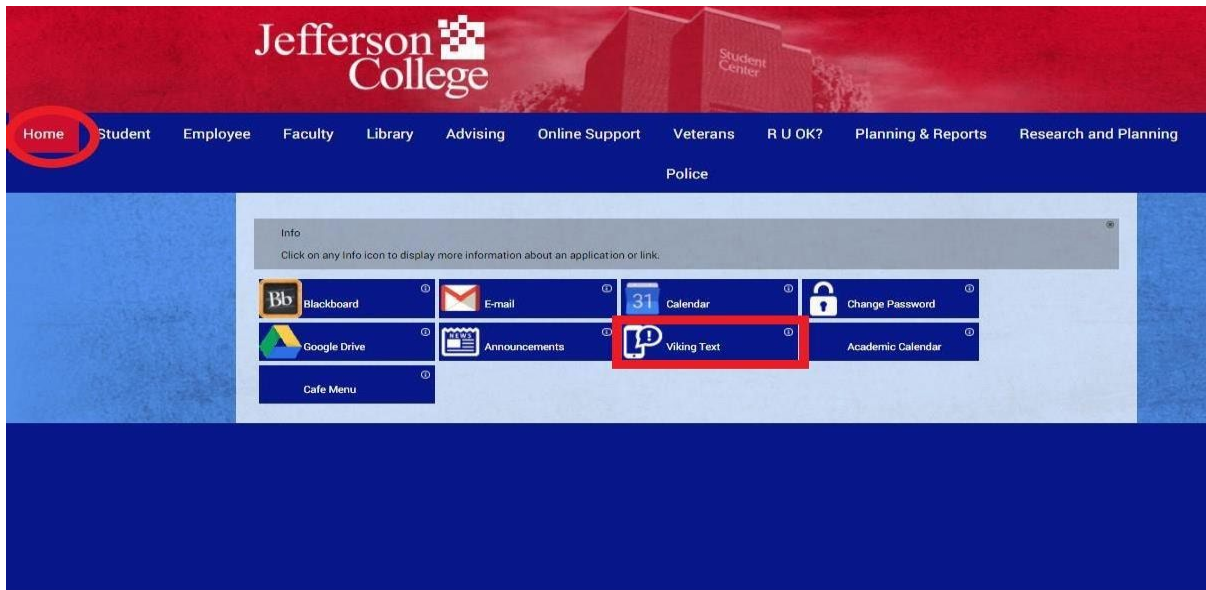 Jefferson
College
Student
Center
Home Student Employee Faculty Library Advising Online Support Veterans R U OK? Planning & Reports Research and Planning
Police
Info
Click on any Info icon to display more information about an application or link.
Bb Blackboard E-mail 31 Calendar Change Password
Google Drive NEWS Announcements Viking Text Academic Calendar
Cafe Menu